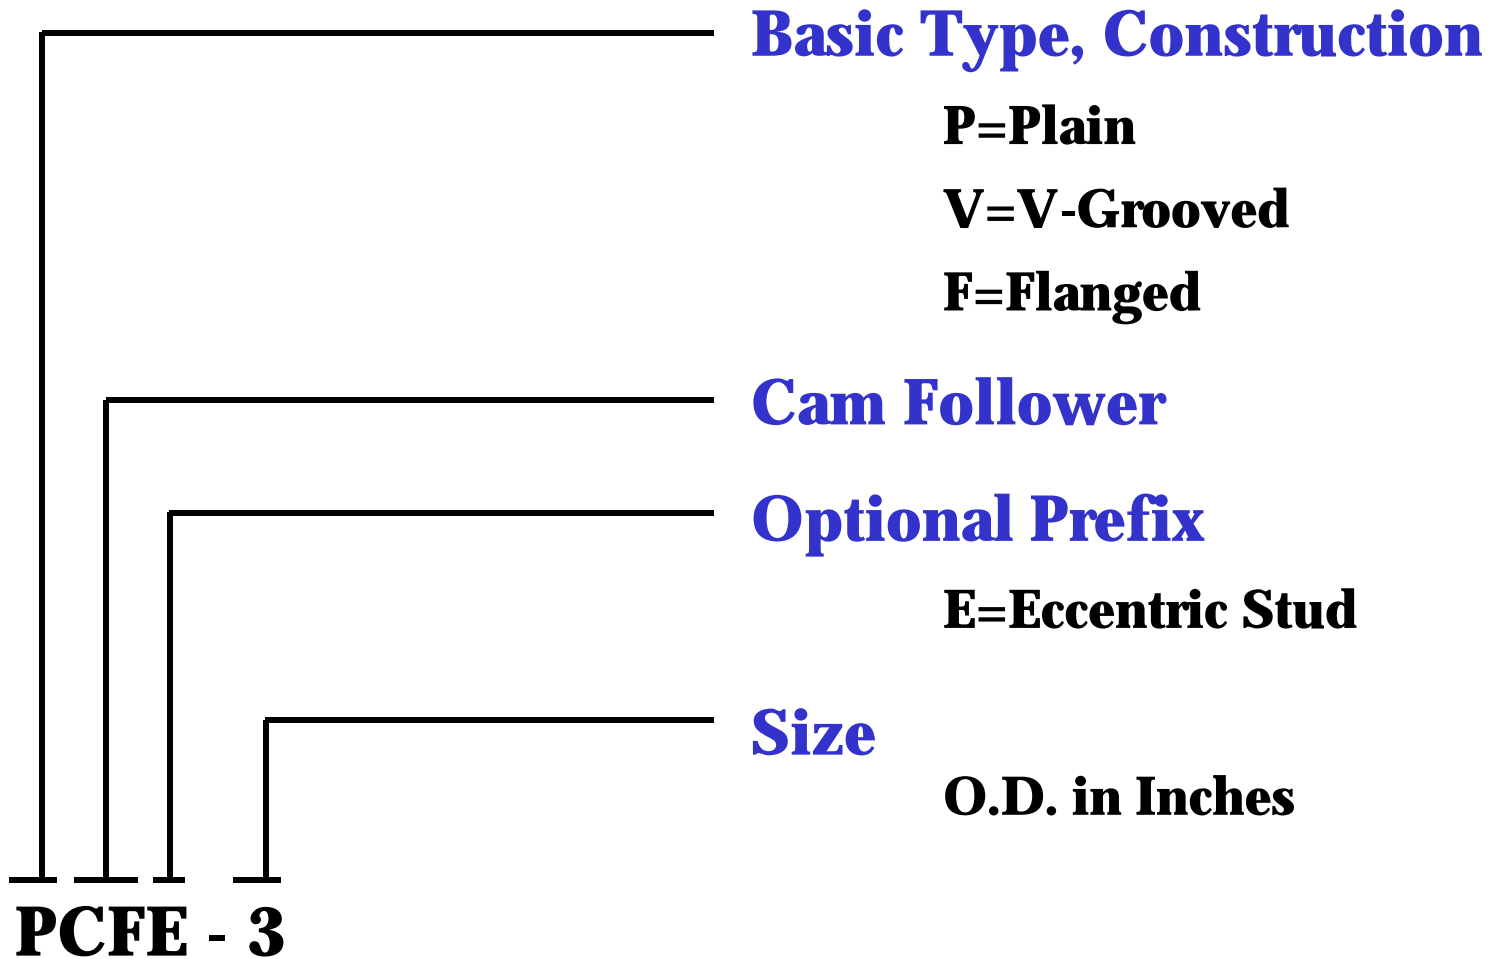 Basic Type, Construction
P=Plain
V=V-Grooved
F=Flanged
Cam Follower
Optional Prefix
E=Eccentric Stud
Size
O.D. in Inches
PCFE - 3